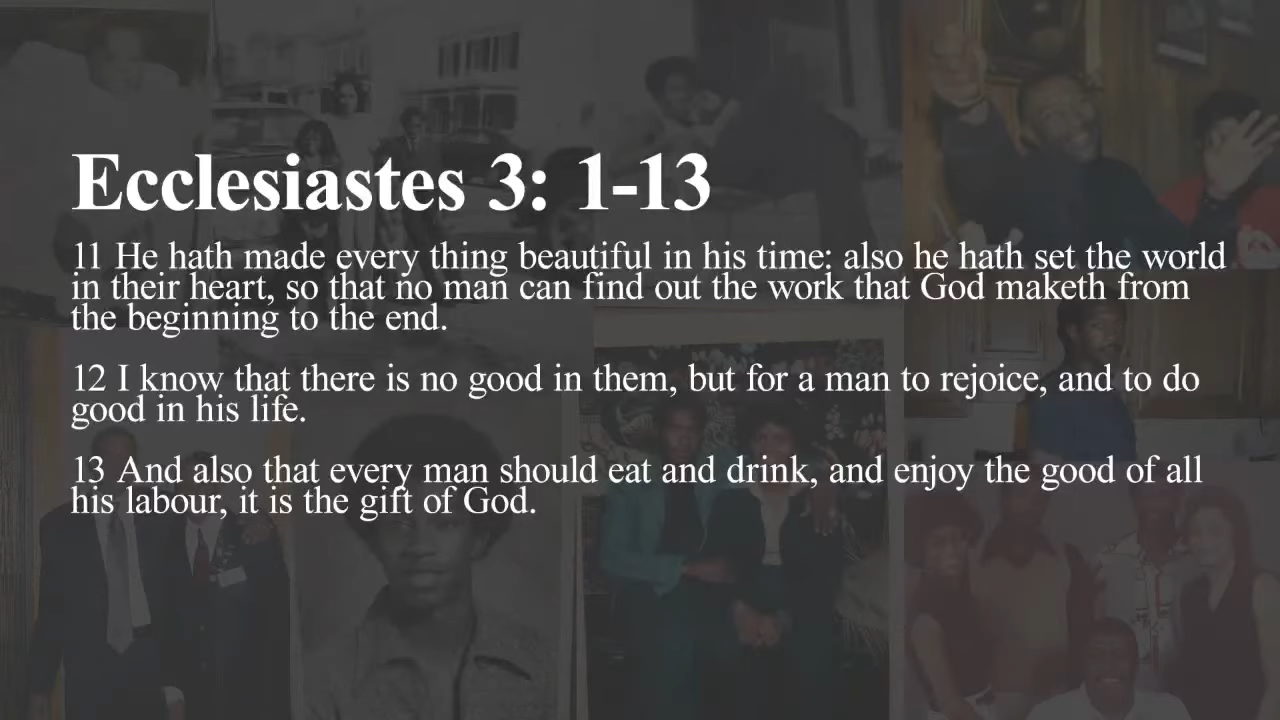 Ecclesiastes 3: 1-13
11 He hath made every thing beautiful in his time: also he hath set the world
in their heart, so that no man can find out the work that God maketh from
the beginning to the end.
12 I know that there is no good in them, but for a man to rejoice, and to do
good in his life.
13 And also that every man should eat and drink, and enjoy the good of all
his labour, it is the gift of God.